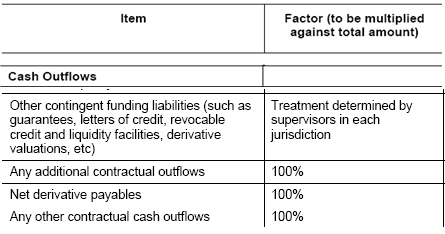 Item
Factor (to be multiplied
against total amount)
Cash Outflows
Other contingent funding liabilities (such as
guarantees, letters of credit, revocable
credit and liquidity facilities, derivative
valuations, etc)
Treatment determined by
supervisors in each
jurisdiction
Any additional contractual outflows
100%
Net derivative payables
100%
Any other contractual cash outflows
100%